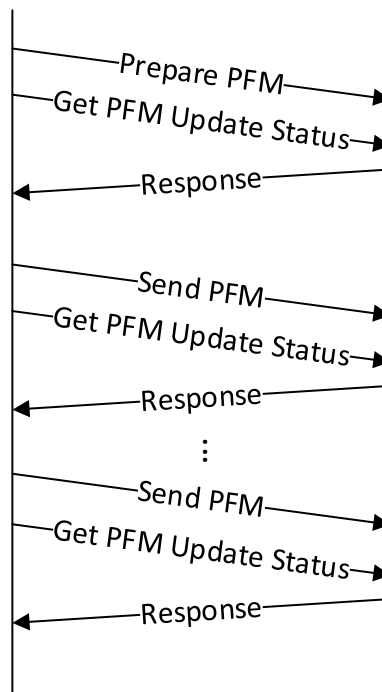 Prepare PFM
Get PFM Update Status
Response
Send PFM
Get PFM Update Status
Response
...
Send PFM
Get PFM Update Status
Response